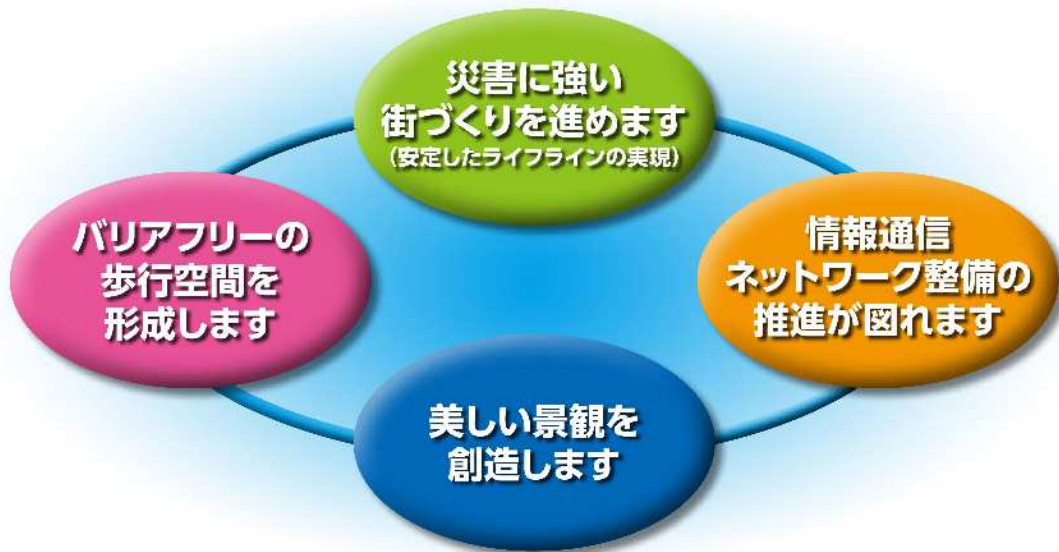 災害に強い
街づくりを進めます
(安定したライフラインの実現)
バリアフリーの
歩行空間を
形成します
情報通信
ネットワーク整備の
推進が図れます
美しい景観を
創造します